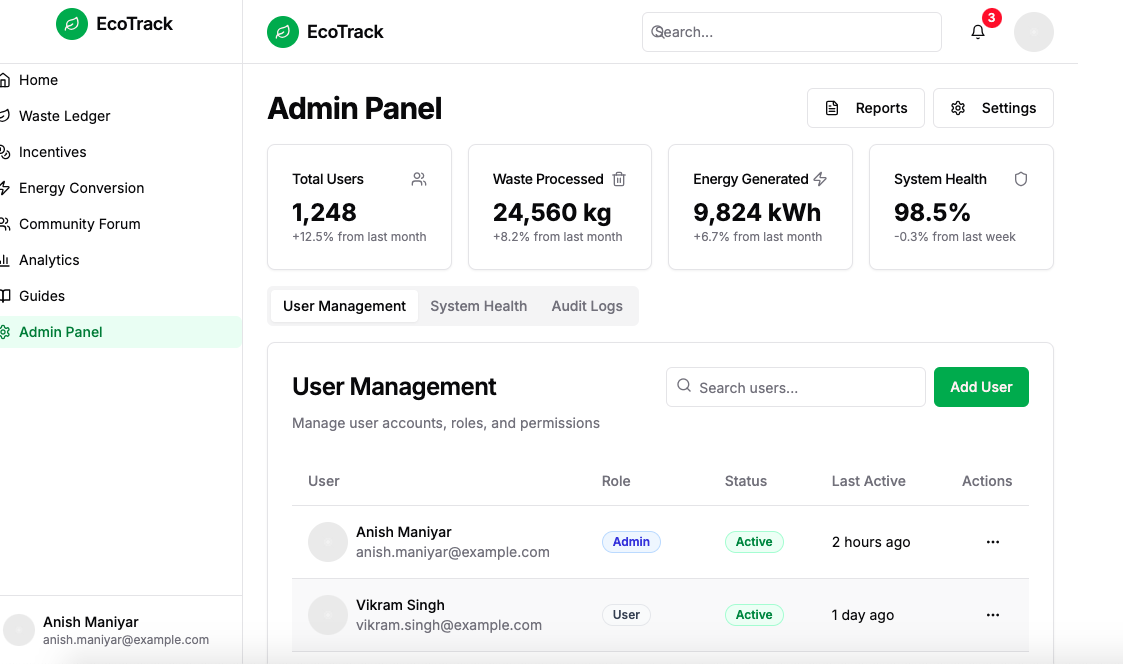 EcoTrack
Home
Waste Ledger
Incentives
Energy Conversion
Community Forum
Analytics
Guides
Admin Panel
Anish Maniyar
anish.maniyar@example.com
EcoTrack
Search...
3
Admin Panel
Reports
Settings
Total Users
1,248
+12.5% from last month
Waste Processed
24,560 kg
+8.2% from last month
Energy Generated
9,824 kWh
+6.7% from last month
System Health
98.5%
-0.3% from last week
User Management System Health Audit Logs
User Management
Search users...
Add User
Manage user accounts, roles, and permissions
User Role Status Last Active Actions
Anish Maniyar
anish.maniyar@example.com
Admin Active 2 hours ago
Vikram Singh
vikram.singh@example.com
User Active 1 day ago